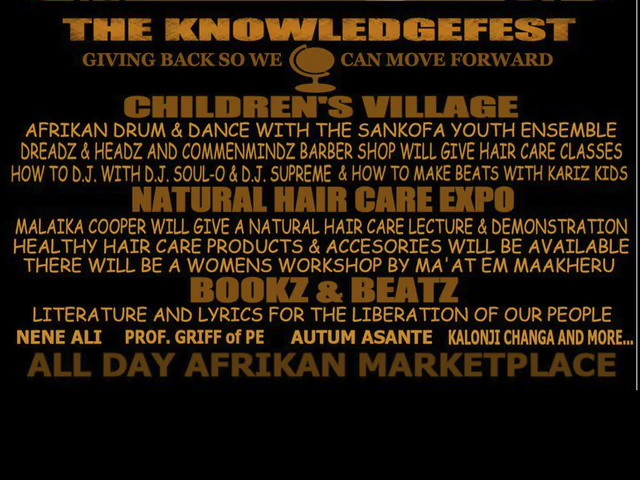 THE KNOWLEDGEFEST
GIVING BACK SO WE CAN MOVE FORWARD
CHILDREN'S VILLAGE
AFRIKAN DRUM & DANCE WITH THE SANKOFA YOUTH ENSEMBLE
DREADZ & HEADZ AND COMMENMINDZ BARBER SHOP WILL GIVE HAIR CARE CLASSES
HOW TO D.J. WITH D.J. SOUL-O & D.J. SUPREME & HOW TO MAKE BEATS WITH KARIZ KIDS
NATURAL HAIR CARE EXPO
MALAIKA COOPER WILL GIVE A NATURAL HAIR CARE LECTURE & DEMONSTRATION
HEALTHY HAIR CARE PRODUCTS & ACCESORIES WILL BE AVAILABLE
THERE WILL BE A WOMENS WORKSHOP BY MA'AT EM MAAKHERU
BOOKZ & BEATZ
LITERATURE AND LYRICS FOR THE LIBERATION OF OUR PEOPLE
NENE ALI PROF. GRIFF of PE AUTUM ASANTE KALONJI CHANGA AND MORE...
ALL DAY AFRIKAN MARKETPLACE